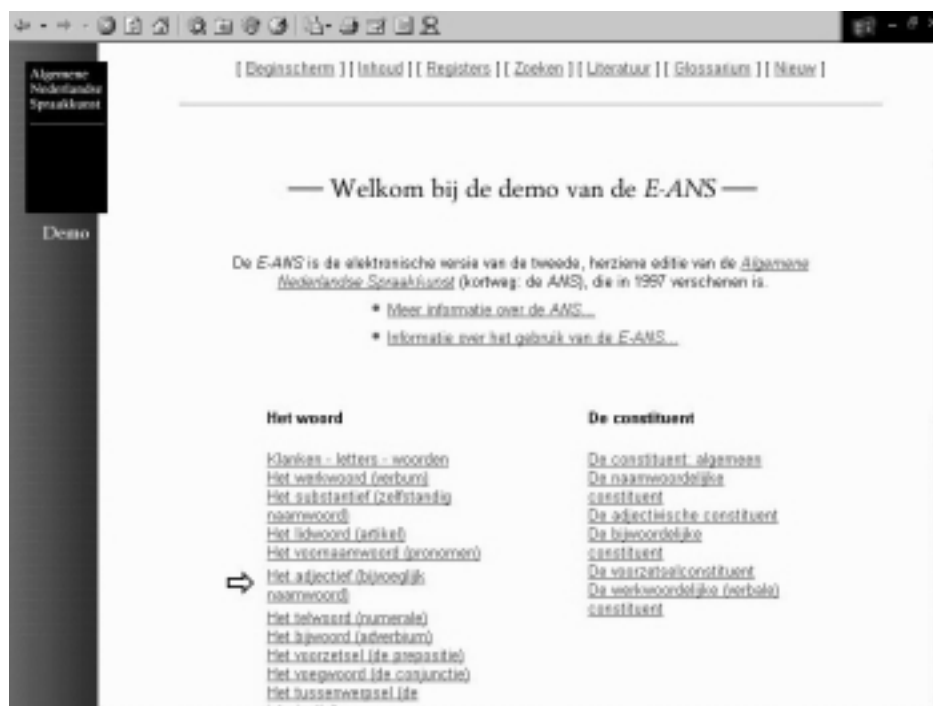 Algemene
Nederlandse
Spraakkunst
[ Beginscherm ] [ Inhoud ] [ Registers ] [ Zoeken ] [ Literatuur ] [ Glossarium ] [ Nieuw ]
— Welkom bij de demo van de E-ANS —
Demo
De E-ANS is de elektronische versie van de tweede, herziene editie van de Algemene
Nederlandse Spraakkunst (kortweg: de ANS), die in 1997 verschenen is.
• Meer informatie over de ANS...
• Informatie over het gebruik van de E-ANS...
Het woord
Klanken - letters - woorden
Het werkwoord (verbum)
Het substantief (zelfstandig
naamwoord)
Het lidwoord (artikel)
Het voornaamwoord (pronomen)
Het adjectief (bijvoeglijk
naamwoord)
Het telwoord (numerale)
Het bijwoord (adverbium)
Het voorzetsel (de prepositie)
Het voegwoord (de conjunctie)
Het tussenwerpsel (de
De constituent
De constituent: algemeen
De naamwoordelijke
constituent
De adjectivische constituent
De bijwoordelijke
constituent
De voorzetselconstituent
De werkwoordelijke (verbale)
constituent